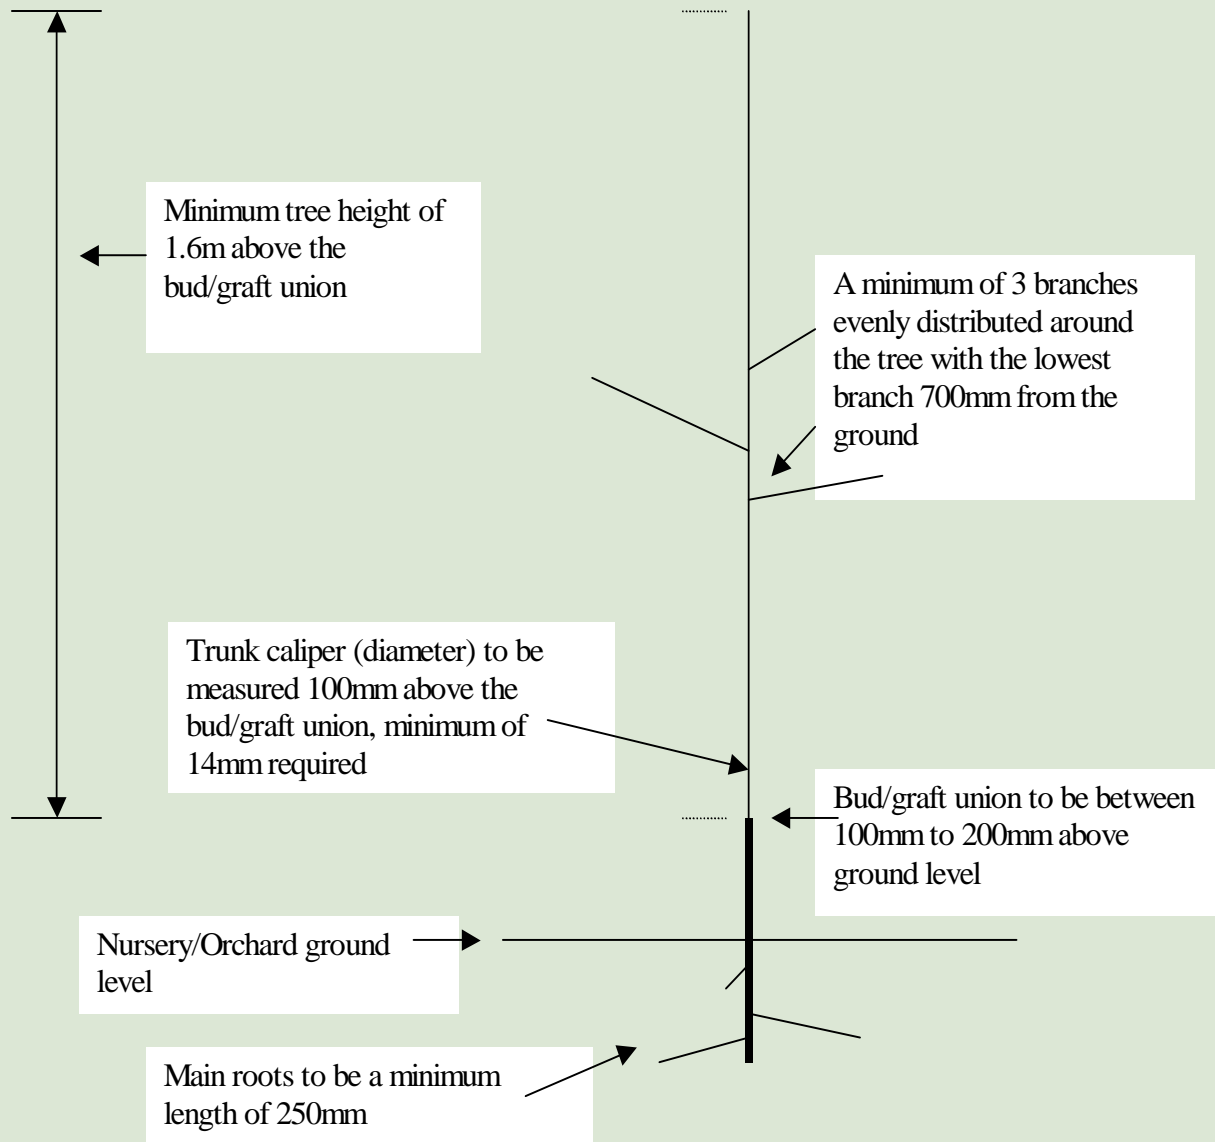 Minimum tree height of
1.6m above the
bud/graft union
A minimum of 3 branches
evenly distributed around
the tree with the lowest
branch 700mm from the
ground
Trunk caliper (diameter) to be
measured 100mm above the
bud/graft union, minimum of
14mm required
Bud/graft union to be between
100mm to 200mm above
ground level
Nursery/Orchard ground
level
Main roots to be a minimum
length of 250mm